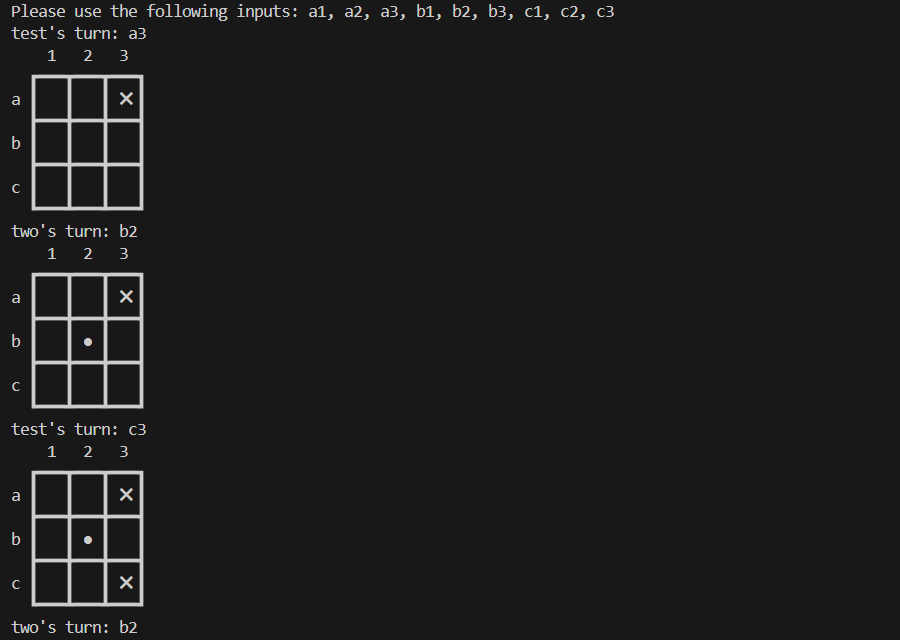 Please use the following inputs: a1, a2, a3, b1, b2, b3, c1, c2, c3
test's turn: a3
1 2 3
a ×
b
c
two's turn: b2
1 2 3
a ×
b •
c
test's turn: c3
1 2 3
a ×
b •
c ×
two's turn: b2